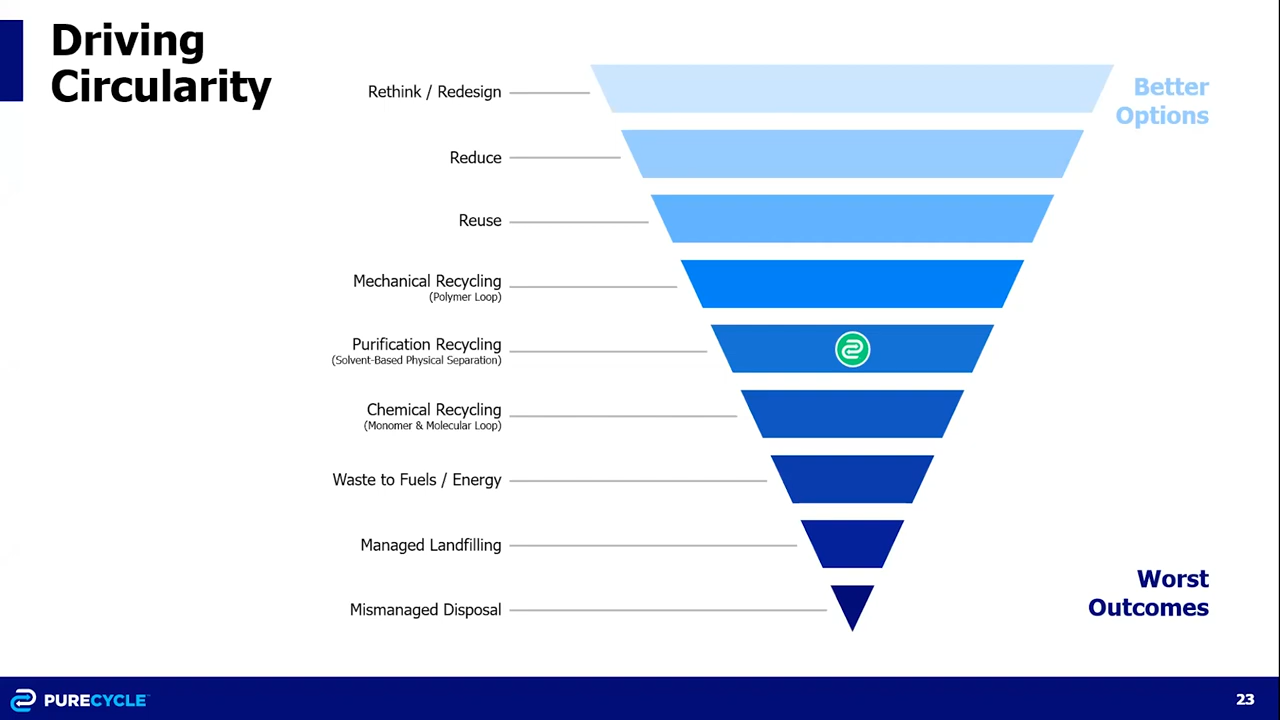 Driving
Circularity
Rethink / Redesign
Better
Options
Reduce
Reuse
Mechanical Recycling
(Polymer Loop)
Purification Recycling
(Solvent-Based Physical Separation)
Chemical Recycling
(Monomer & Molecular Loop)
Waste to Fuels / Energy
Managed Landfilling
Worst
Outcomes
Mismanaged Disposal
PURECYCLE™
23